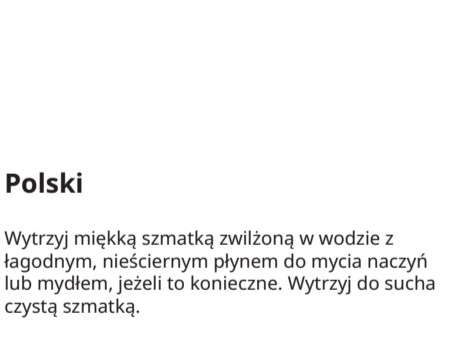 Polski
Wytrzyj miękką szmatką zwilżoną w wodzie z
łagodnym, nieściernym płynem do mycia naczyń
lub mydłem, jeżeli to konieczne. Wytrzyj do sucha
czystą szmatką.